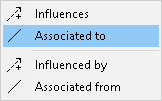 Influences
Associated to
Influenced by
Associated from